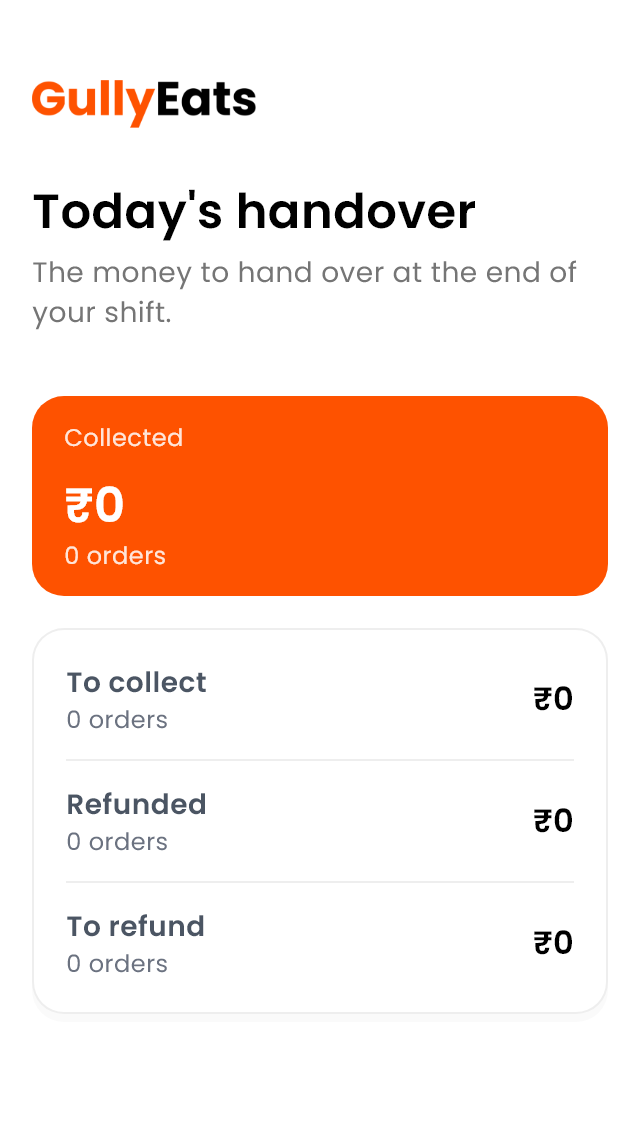 GullyEats
Today's handover
The money to hand over at the end of
your shift.
Collected
₹0
0 orders
To collect
0 orders
₹0
Refunded
0 orders
₹0
To refund
0 orders
₹0